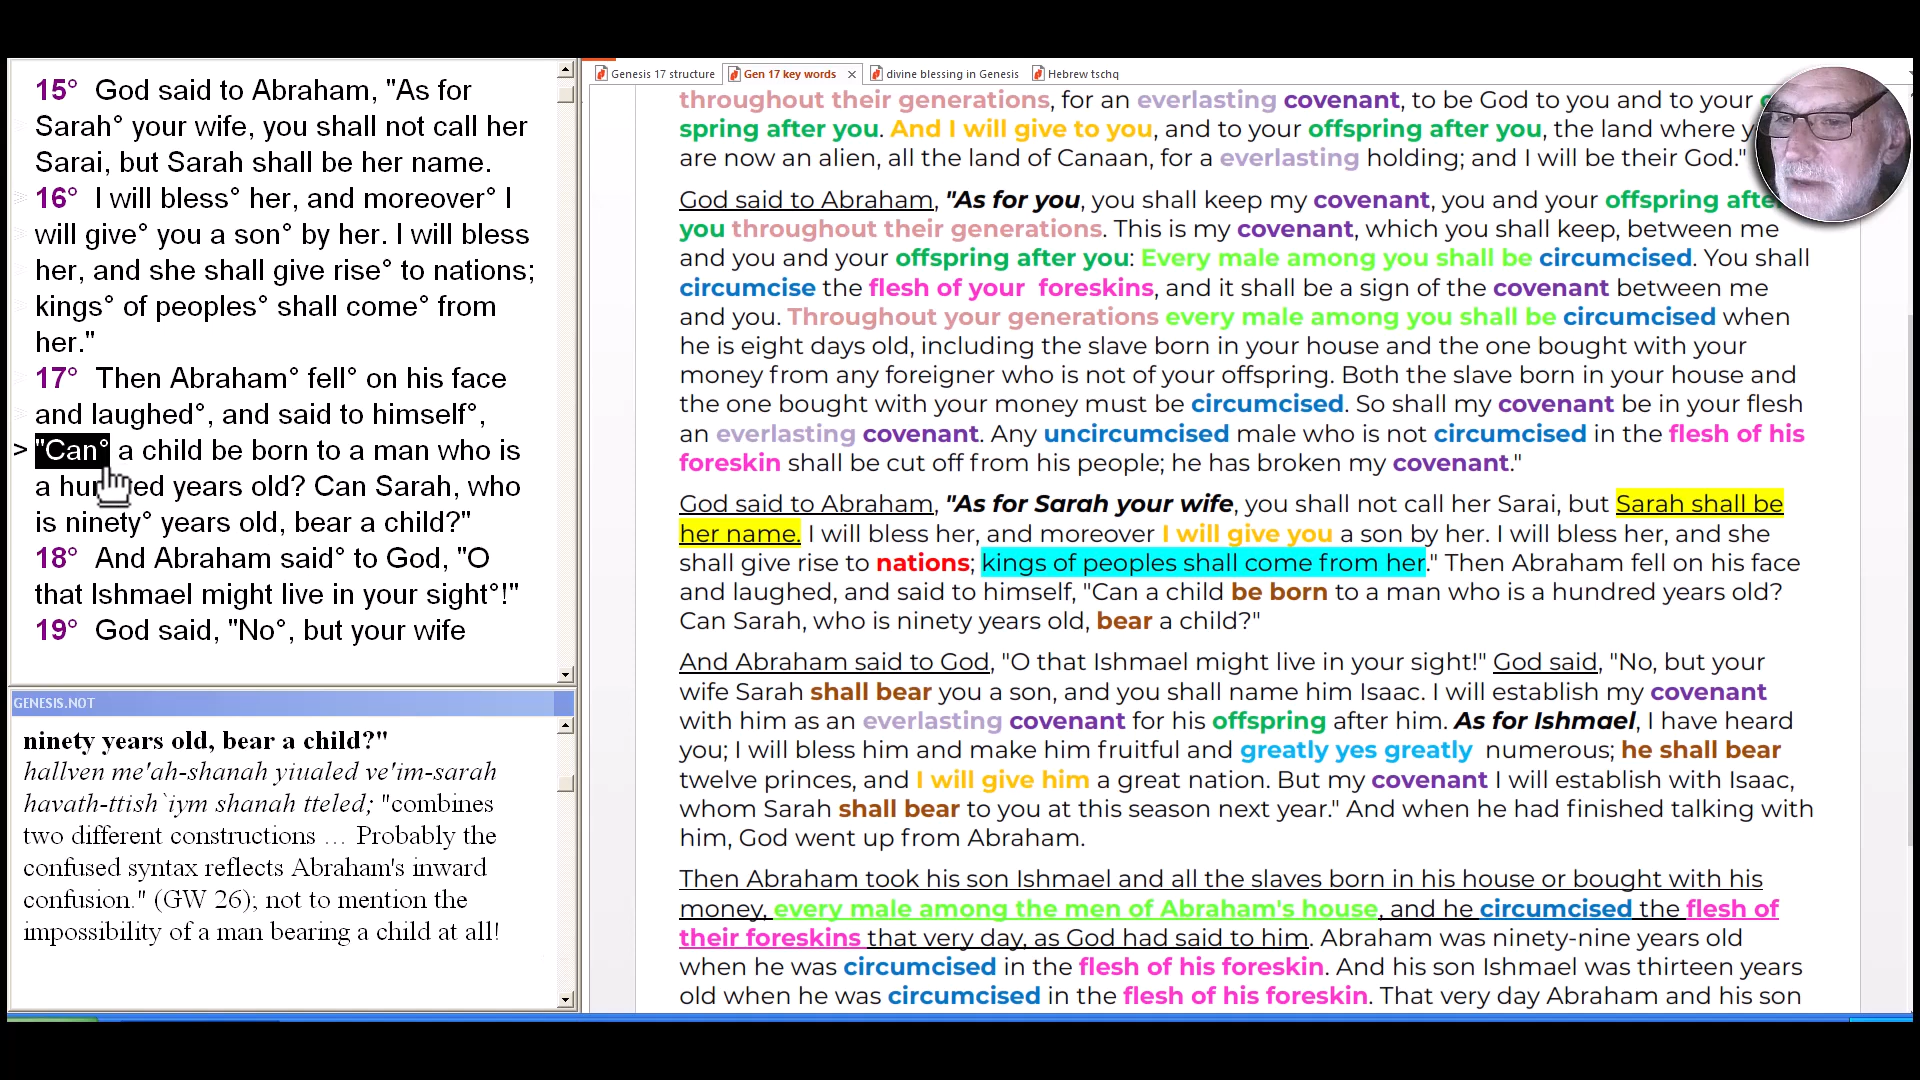 15° God said to Abraham, "As for
Sarah° your wife, you shall not call her
Sarai, but Sarah shall be her name.
16° I will bless° her, and moreover° I
will give° you a son° by her. I will bless
her, and she shall give rise° to nations;
kings° of peoples° shall come° from
her."
17° Then Abraham° fell° on his face
and laughed°, and said to himself°,
> "Can° a child be born to a man who is
a hun ed years old? Can Sarah, who
is ninety° years old, bear a child?"
18° And Abraham said° to God, "O
that Ishmael might live in your sight°!"
19° God said, "No°, but your wife
GENESIS.NOT
ninety years old, bear a child?"
hallven me'ah-shanah yiualed ve'im-sarah
havath-ttish`iym shanah tteled; "combines
two different constructions … Probably the
confused syntax reflects Abraham's inward
confusion." (GW 26); not to mention the
impossibility of a man bearing a child at all!
Genesis 17 structure
Gen 17 key words
divine blessing in Genesis
Hebrew tschq
throughout their generations, for an everlasting covenant, to be God to you and to your
spring after you. And I will give to you, and to your offspring after you, the land where y
are now an alien, all the land of Canaan, for a everlasting holding; and I will be their God."
God said to Abraham, "As for you, you shall keep my covenant, you and your offspring afte
you throughout their generations. This is my covenant, which you shall keep, between me
and you and your offspring after you: Every male among you shall be circumcised. You shall
circumcise the flesh of your foreskins, and it shall be a sign of the covenant between me
and you. Throughout your generations every male among you shall be circumcised when
he is eight days old, including the slave born in your house and the one bought with your
money from any foreigner who is not of your offspring. Both the slave born in your house and
the one bought with your money must be circumcised. So shall my covenant be in your flesh
an everlasting covenant. Any uncircumcised male who is not circumcised in the flesh of his
foreskin shall be cut off from his people; he has broken my covenant."
God said to Abraham, "As for Sarah your wife, you shall not call her Sarai, but Sarah shall be
her name. I will bless her, and moreover I will give you a son by her. I will bless her, and she
shall give rise to nations; kings of peoples shall come from her." Then Abraham fell on his face
and laughed, and said to himself, "Can a child be born to a man who is a hundred years old?
Can Sarah, who is ninety years old, bear a child?"
And Abraham said to God, "O that Ishmael might live in your sight!" God said, "No, but your
wife Sarah shall bear you a son, and you shall name him Isaac. I will establish my covenant
with him as an everlasting covenant for his offspring after him. As for Ishmael, I have heard
you; I will bless him and make him fruitful and greatly yes greatly numerous; he shall bear
twelve princes, and I will give him a great nation. But my covenant I will establish with Isaac,
whom Sarah shall bear to you at this season next year." And when he had finished talking with
him, God went up from Abraham.
Then Abraham took his son Ishmael and all the slaves born in his house or bought with his
money, every male among the men of Abraham's house, and he circumcised the flesh of
their foreskins that very day, as God had said to him. Abraham was ninety-nine years old
when he was circumcised in the flesh of his foreskin. And his son Ishmael was thirteen years
old when he was circumcised in the flesh of his foreskin. That very day Abraham and his son